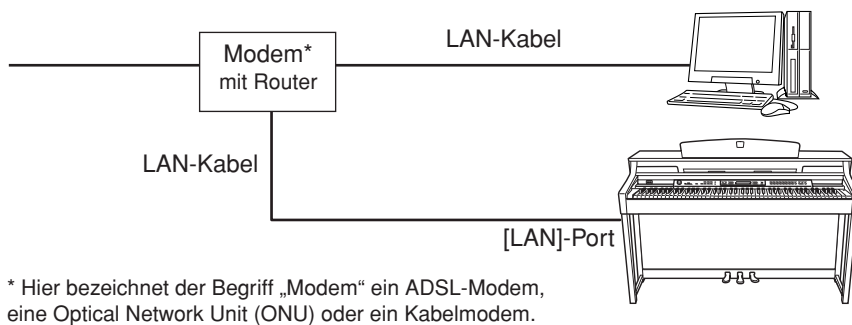 LAN-Kabel
Modem*
mit Router
LAN-Kabel
[LAN]-Port
* Hier bezeichnet der Begriff „Modem“ ein ADSL-Modem,
eine Optical Network Unit (ONU) oder ein Kabelmodem.